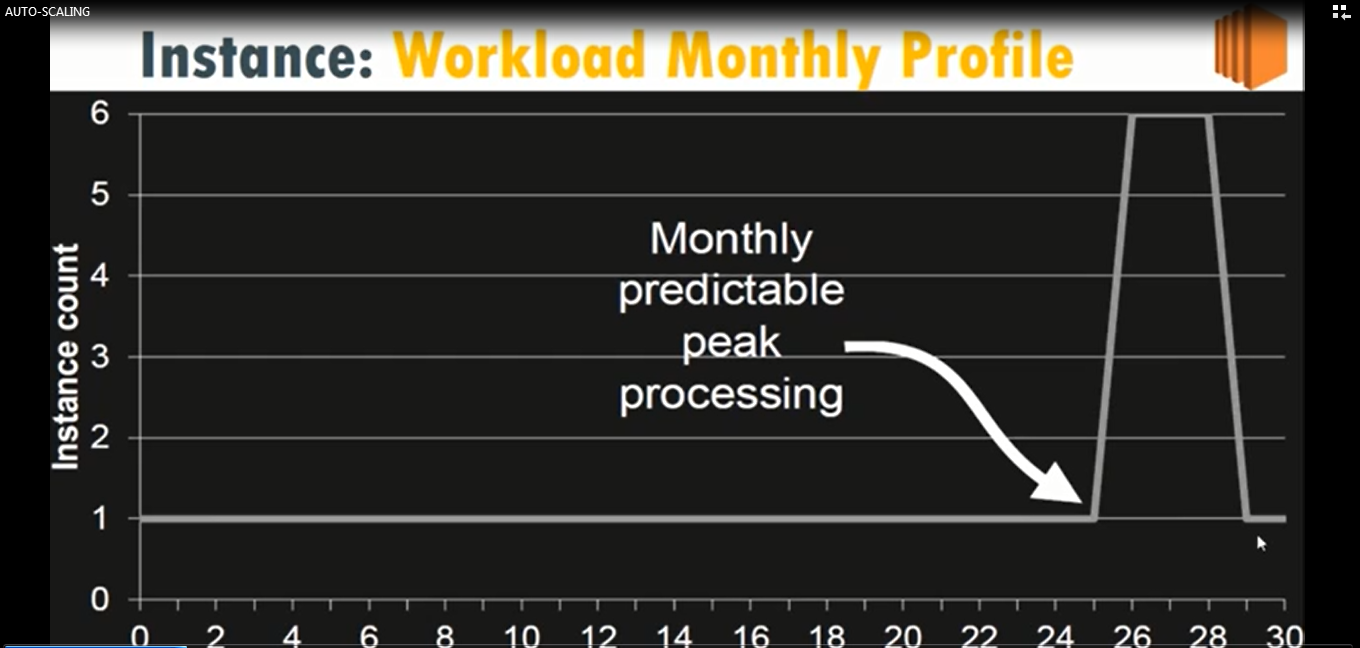 AUTO-SCALING
Instance: Workload Monthly Profile
6
5
4
3
2
1
0
Instance count
Monthly
predictable
peak
processing
0 2 4 6 8 10 12 14 16 18 20 22 24 26 28 30